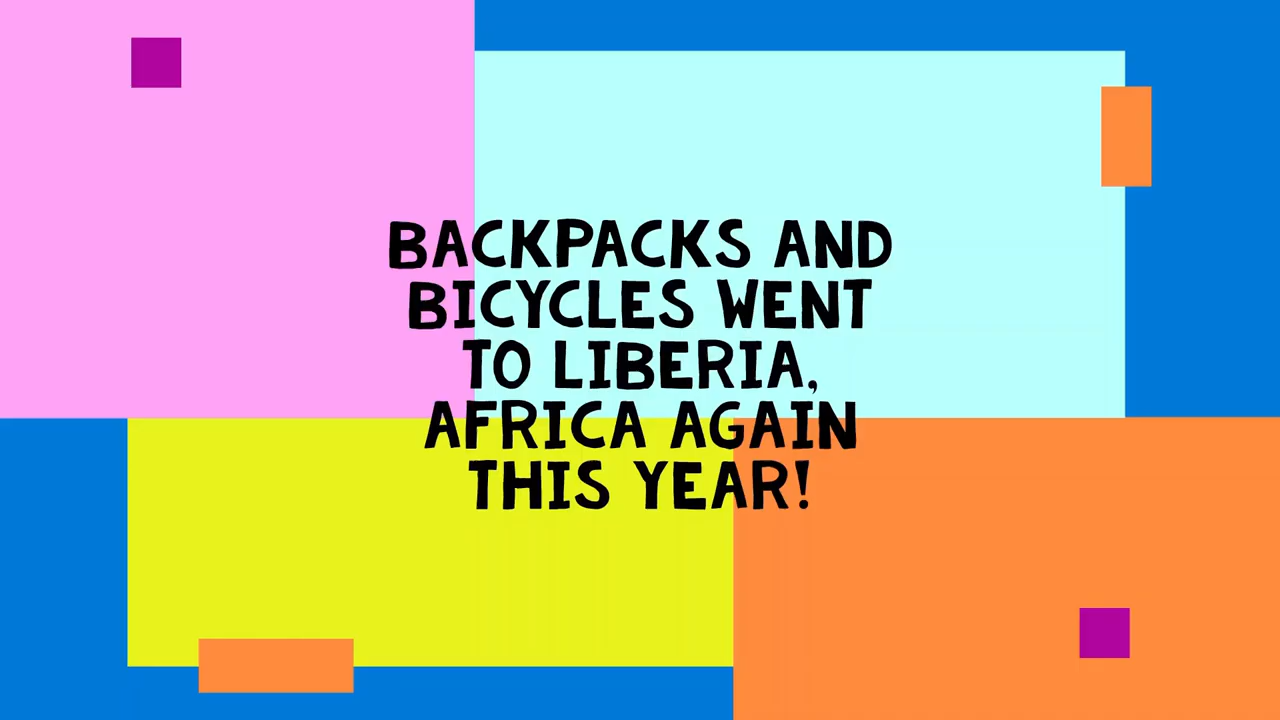 BACKPACKS AND
BICYCLES WENT
TO LIBERIA,
AFRICA AGAIN
THIS YEAR!